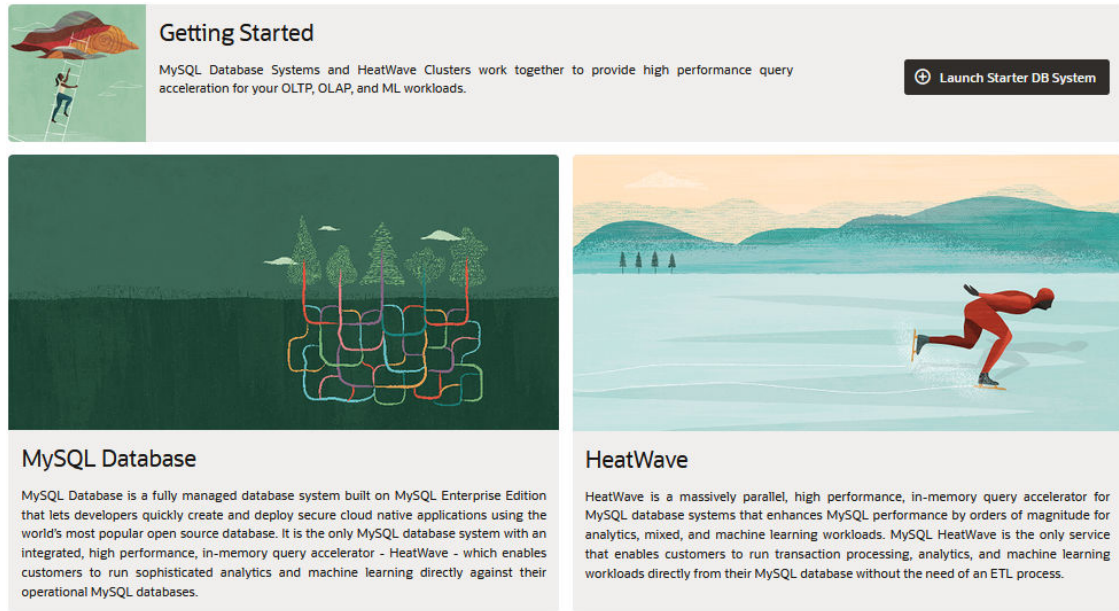 Getting Started
MySQL Database Systems and HeatWave Clusters work together to provide high performance query
acceleration for your OLTP, OLAP, and ML workloads.
Launch Starter DB System
MySQL Database
MySQL Database is a fully managed database system built on MySQL Enterprise Edition
that lets developers quickly create and deploy secure cloud native applications using the
world's most popular open source database. It is the only MySQL database system with an
integrated, high performance, in-memory query accelerator - HeatWave - which enables
customers to run sophisticated analytics and machine learning directly against their
operational MySQL databases.
HeatWave
HeatWave is a massively parallel, high performance, in-memory query accelerator for
MySQL database systems that enhances MySQL performance by orders of magnitude for
analytics, mixed, and machine learning workloads. MySQL HeatWave is the only service
that enables customers to run transaction processing, analytics, and machine learning
workloads directly from their MySQL database without the need of an ETL process.